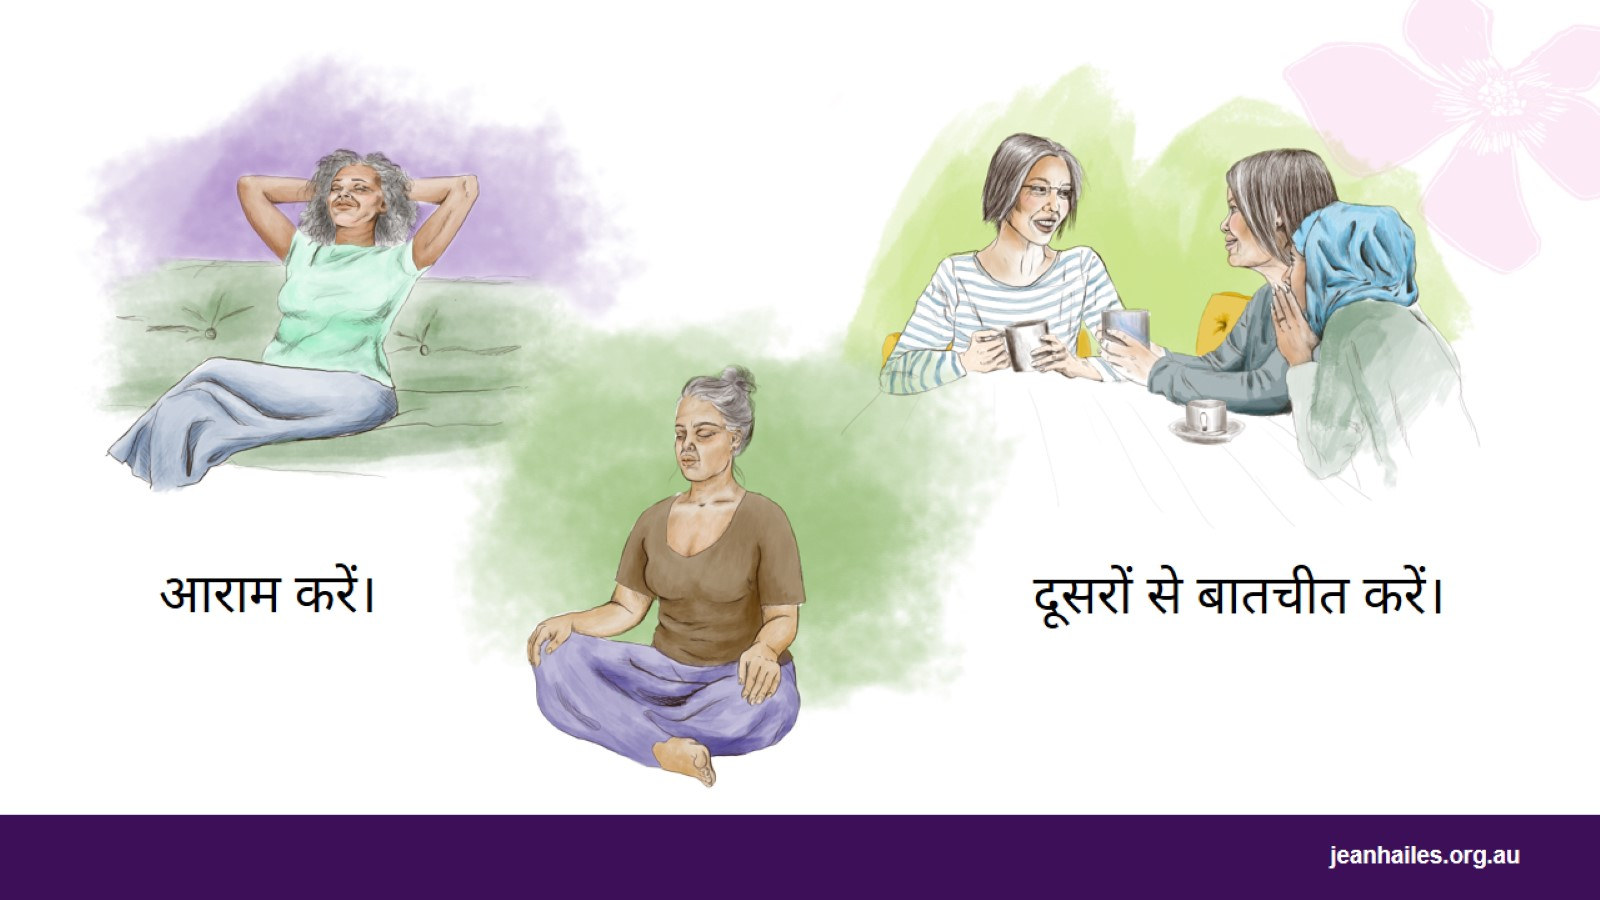 आराम करें।
दूसरों से बातचीत करें।
jeanhailes.org.au